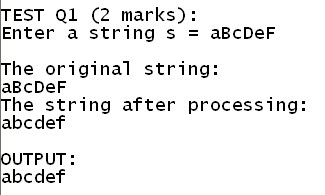 TEST Q1 (2 marks):
Enter a string s = aBcDeF
The original string:
aBcDeF
The string after processing:
abcdef
OUTPUT:
abcdef